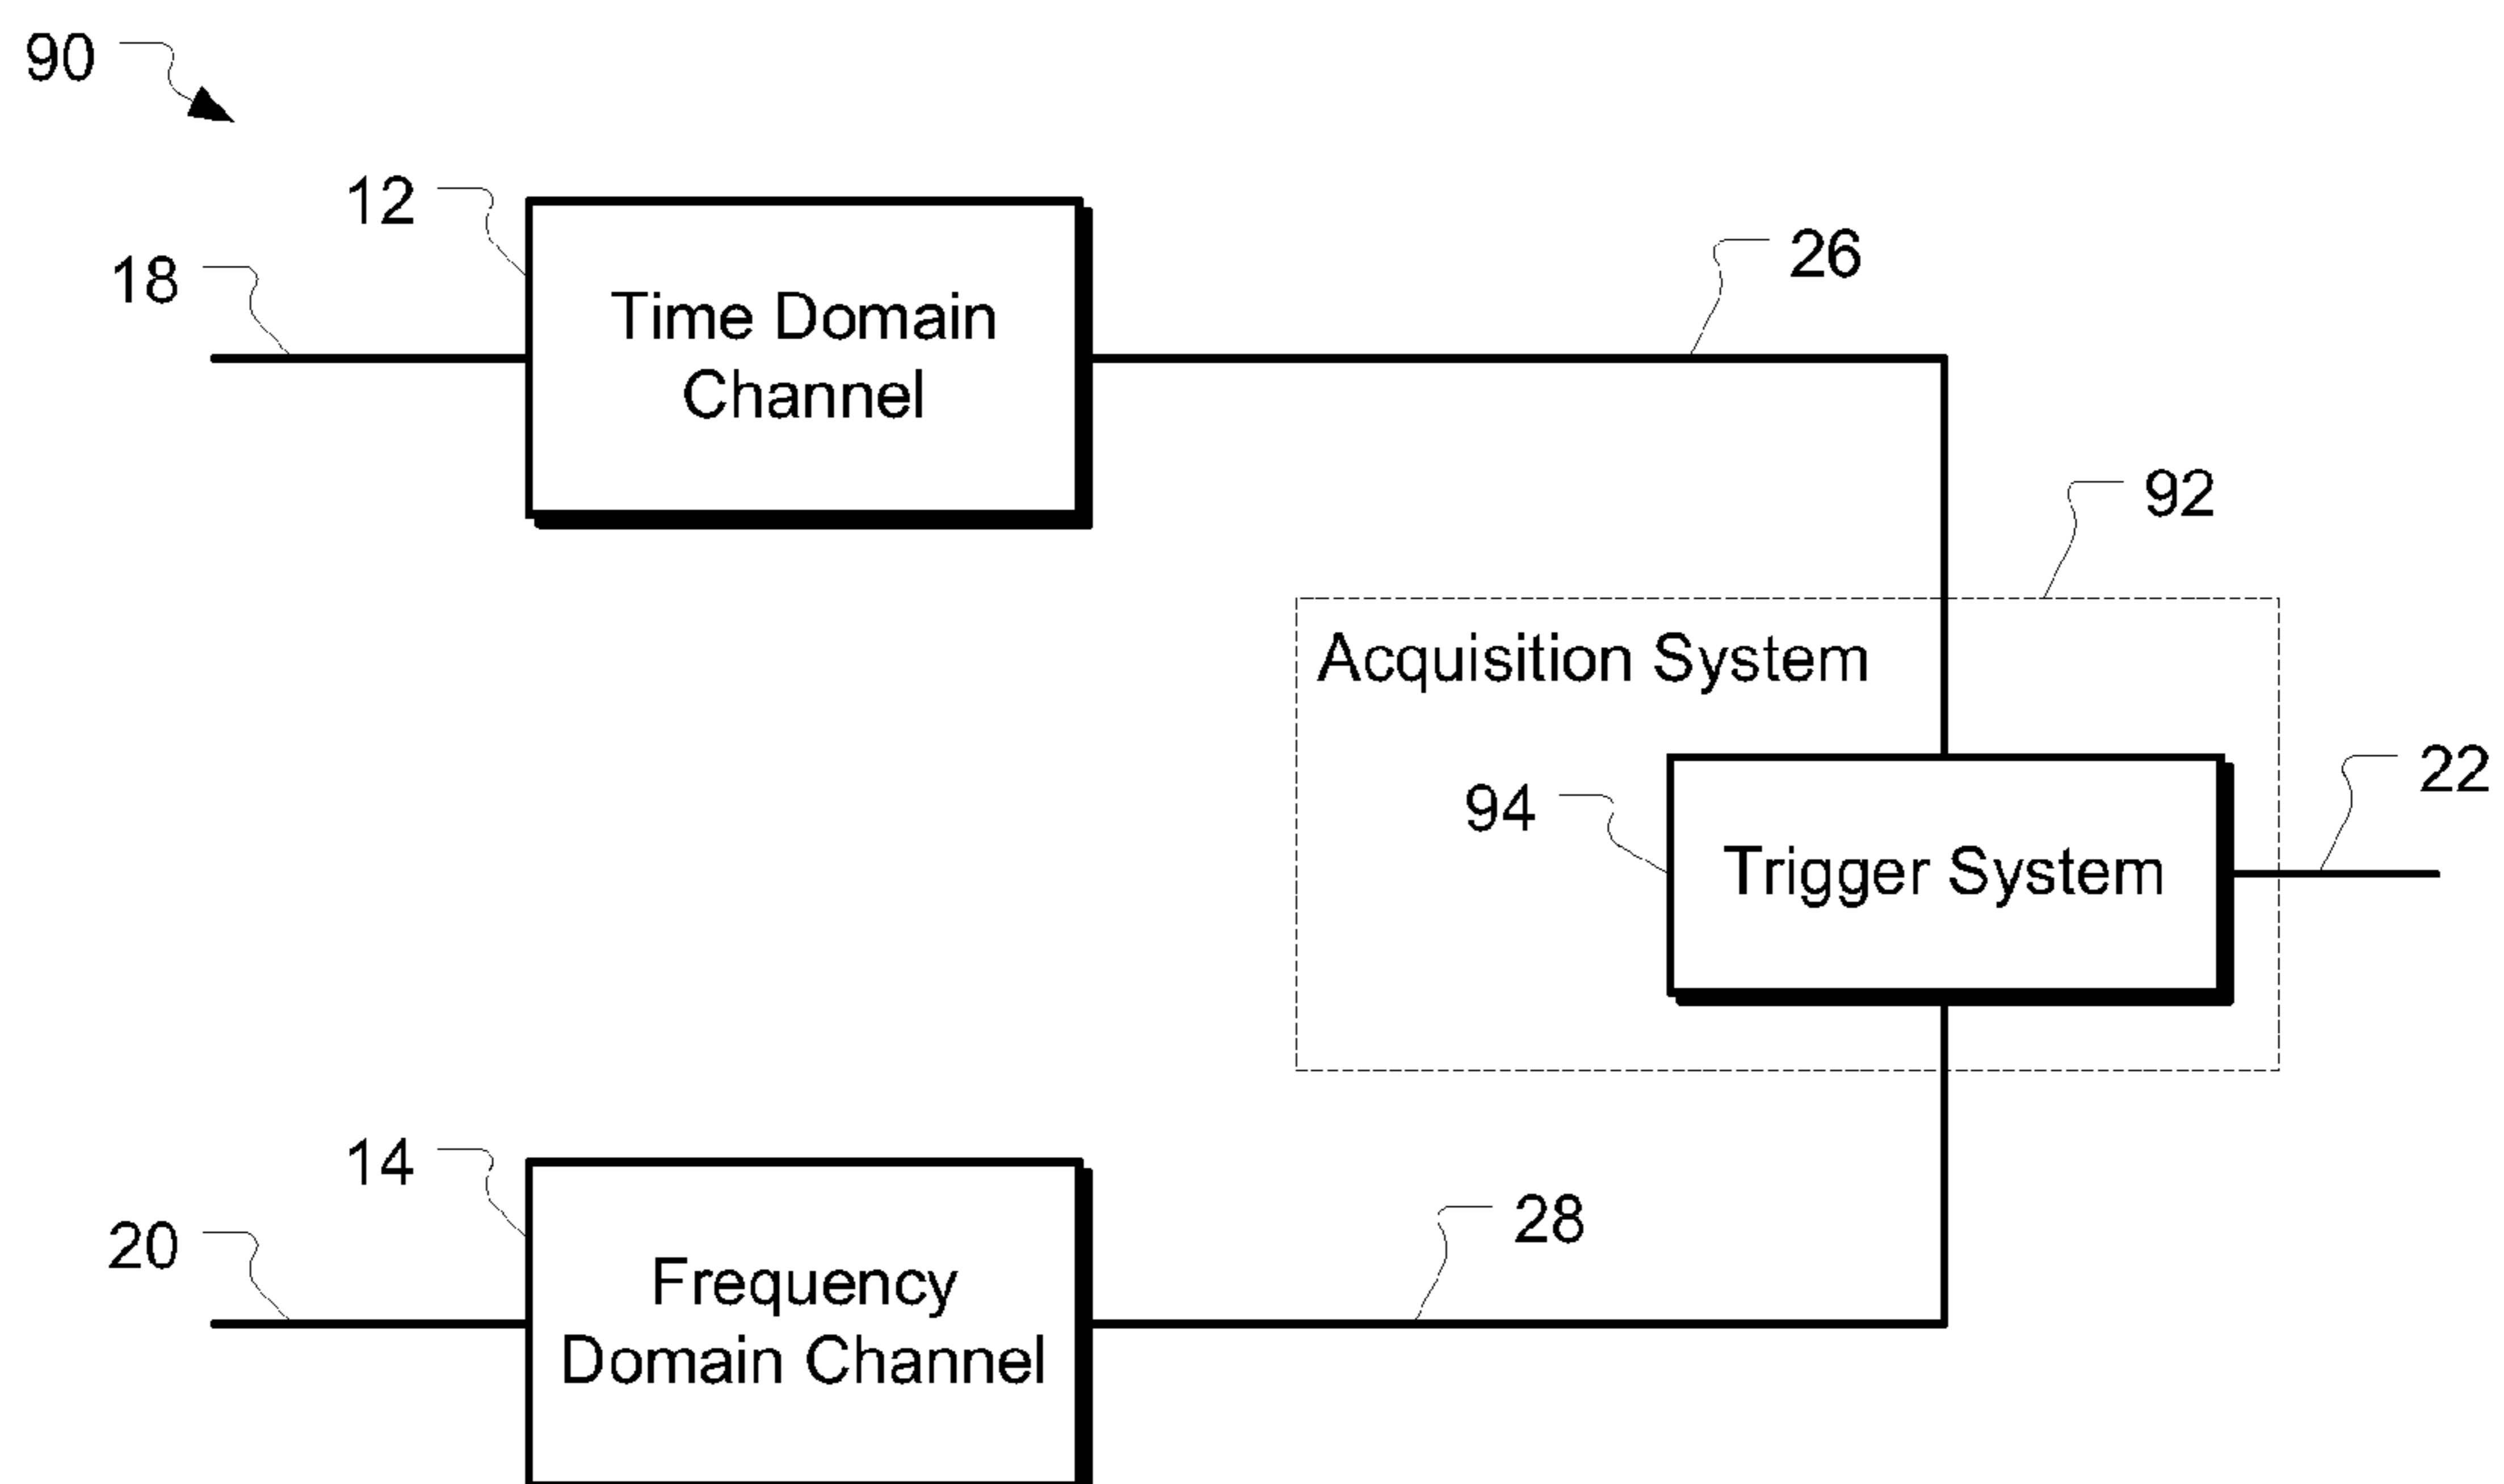 90
12
18
Time Domain
Channel
26
92
Acquisition System
22
94
Trigger System
14
20
28
Frequency
Domain Channel